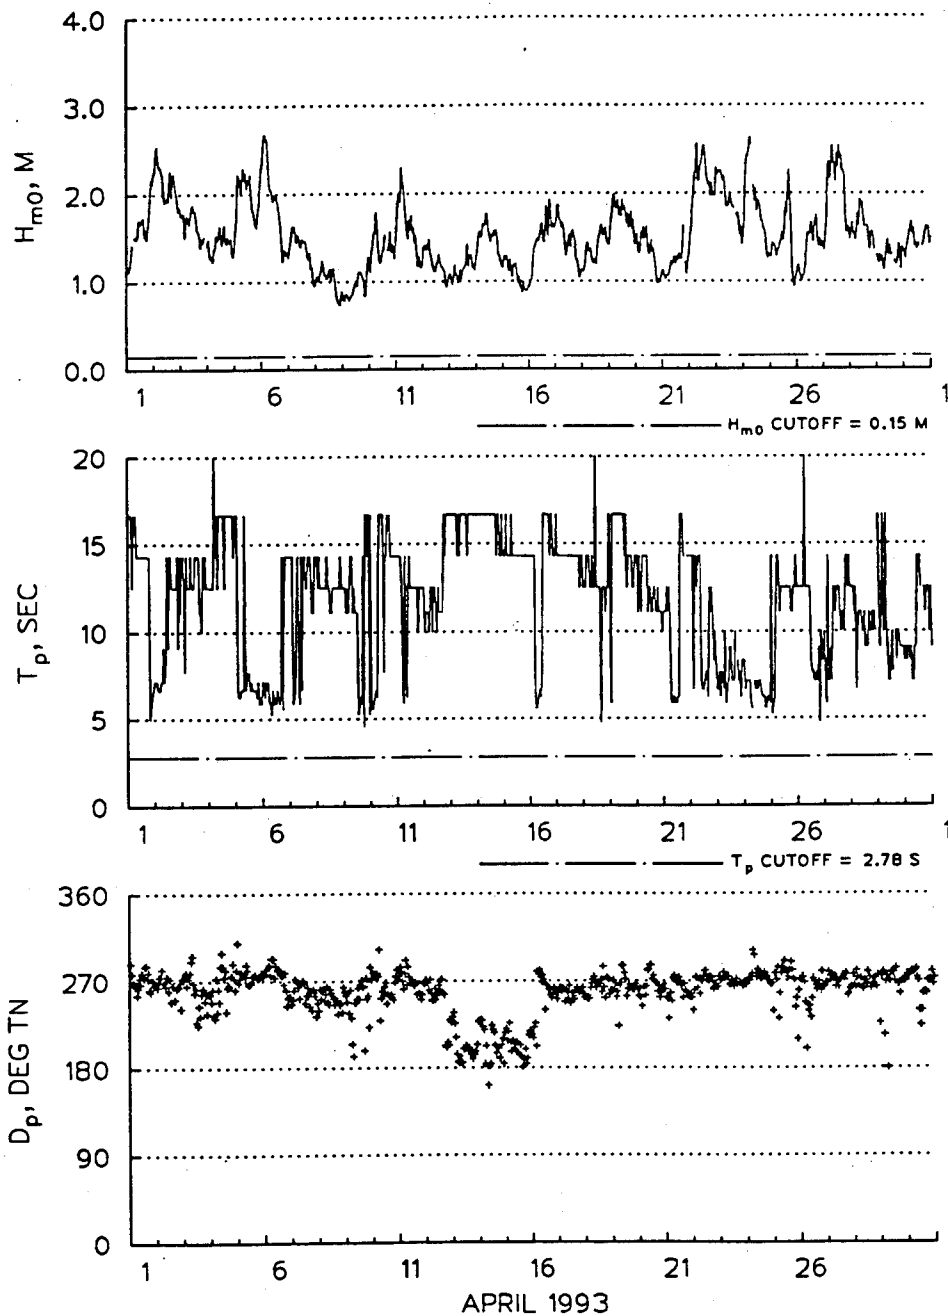 4.0
3.0
2.0
1.0
0.0
H_m0, M
1 6 11 16 21 26 1
H_m0 CUTOFF = 0.15 M
20
15
10
5
0
T_p, SEC
1 6 11 16 21 26 1
T_p CUTOFF = 2.78 S
360
270
180
90
0
D_p, DEG TN
1 6 11 16 21 26 1
APRIL 1993